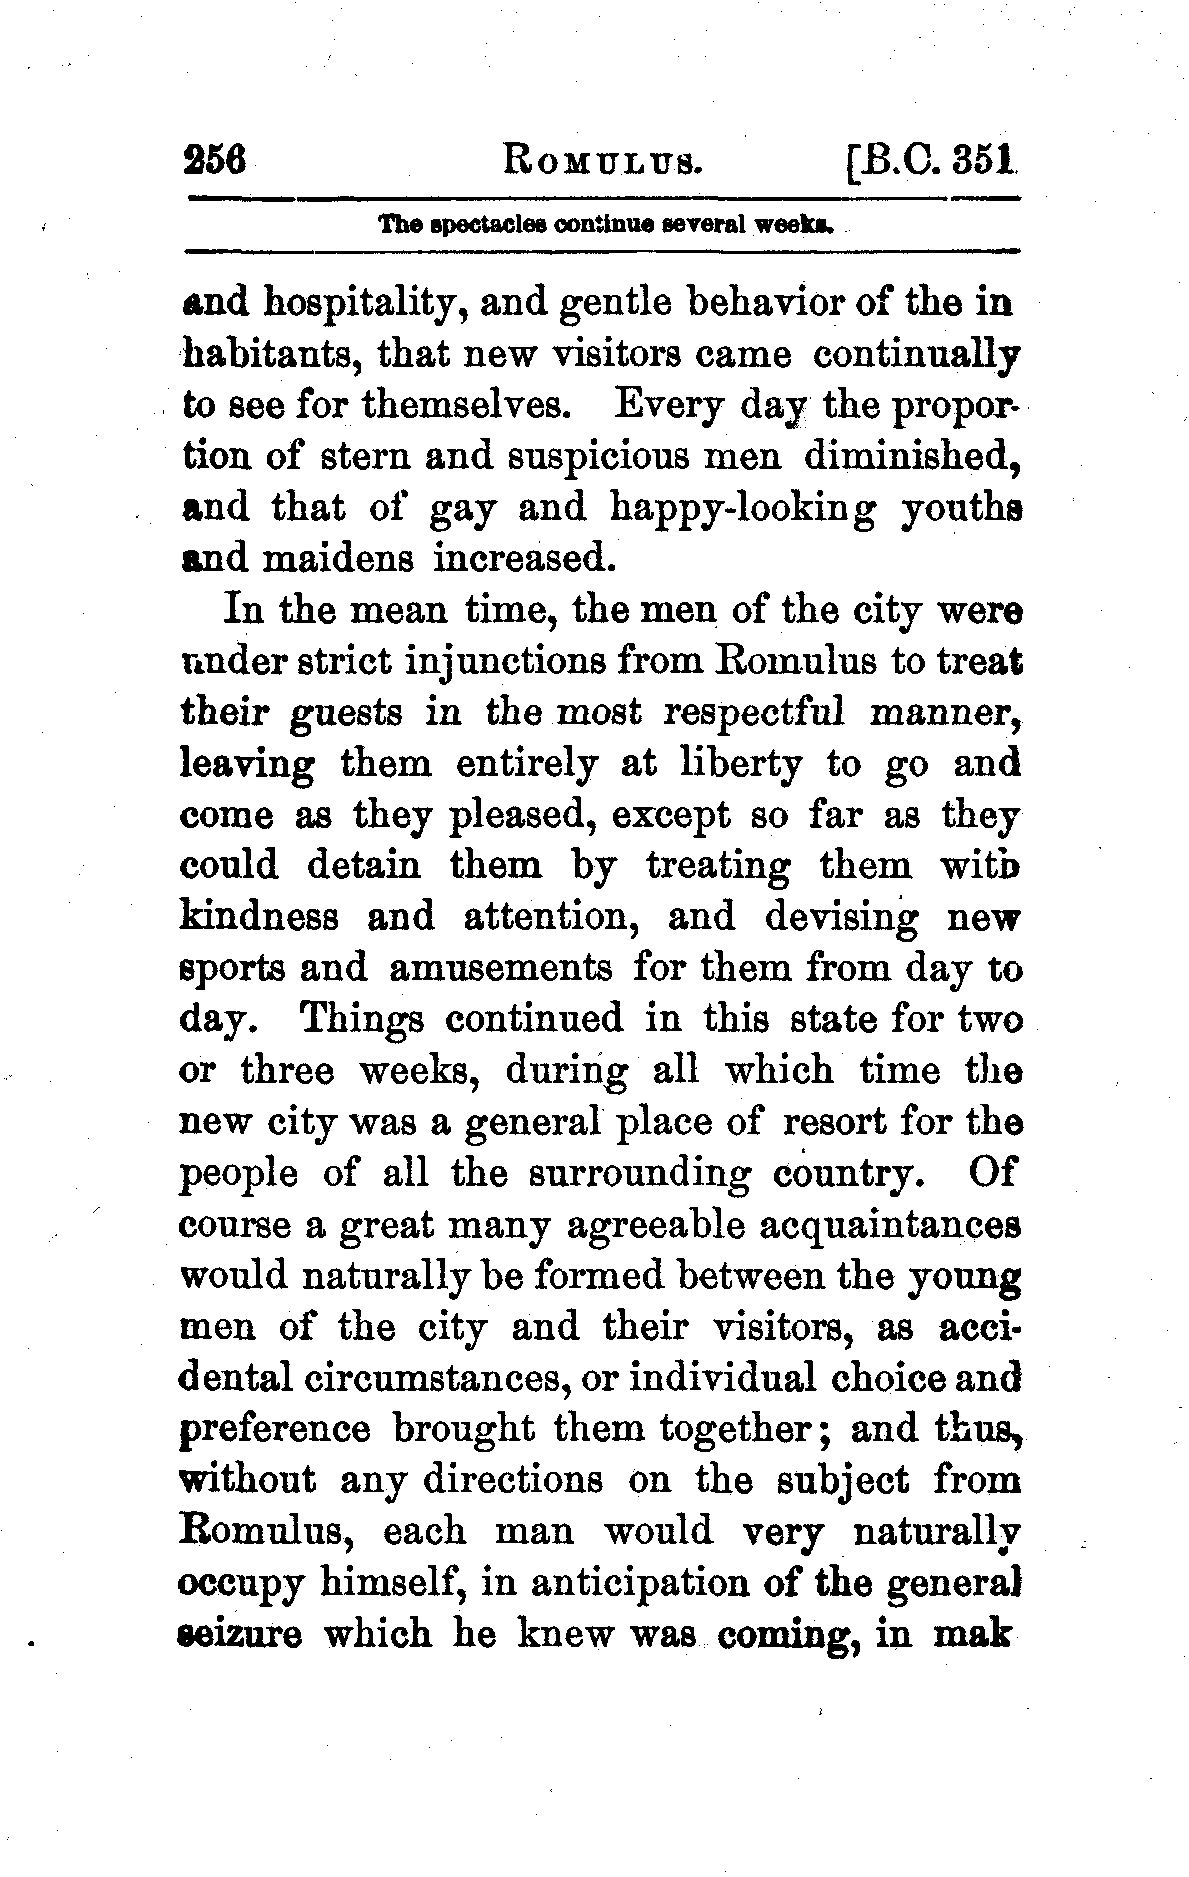 256 ROMULUS. [B.C. 351
The spectacles continue several weeks.
and hospitality, and gentle behavior of the in
habitants, that new visitors came continually
to see for themselves. Every day the propor-
tion of stern and suspicious men diminished,
and that of gay and happy-looking youths
and maidens increased.
In the mean time, the men of the city were
under strict injunctions from Romulus to treat
their guests in the most respectful manner,
leaving them entirely at liberty to go and
come as they pleased, except so far as they
could detain them by treating them with
kindness and attention, and devising new
sports and amusements for them from day to
day. Things continued in this state for two
or three weeks, during all which time the
new city was a general place of resort for the
people of all the surrounding country. Of
course a great many agreeable acquaintances
would naturally be formed between the young
men of the city and their visitors, as acci-
dental circumstances, or individual choice and
preference brought them together; and thus,
without any directions on the subject from
Romulus, each man would very naturally
occupy himself, in anticipation of the general
seizure which he knew was coming, in mak